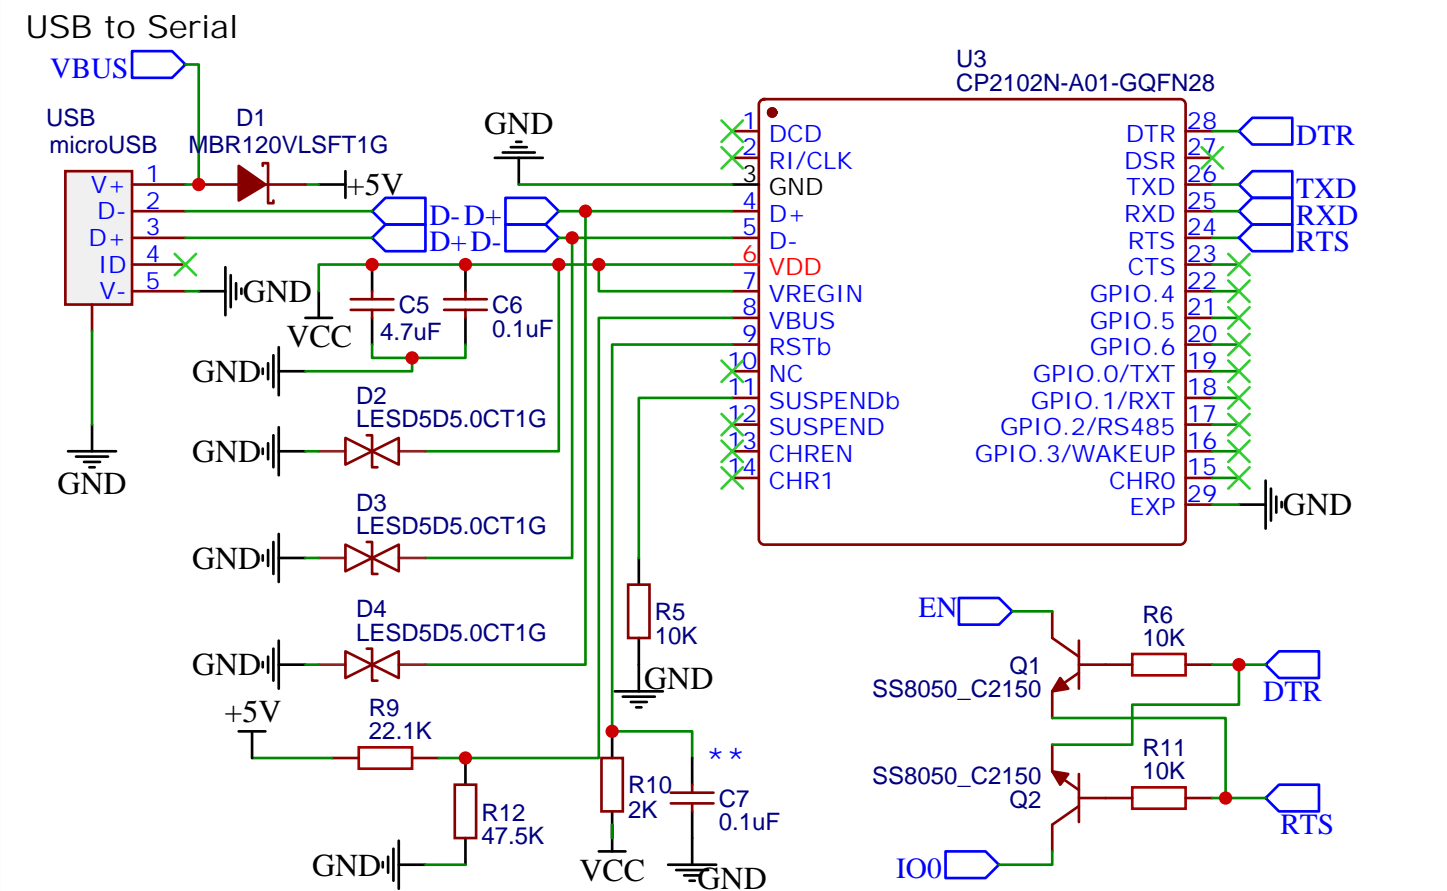 USB to Serial
VBUS
USB
microUSB
D1
MBR120VLSFT1G
V+ 1
D- 2
D+ 3
ID 4
V- 5
+5V
D- D+
D+ D-
GND
GND
GND
VCC
C5
4.7uF
C6
0.1uF
GND
D2
LESD5D5.0CT1G
GND
D3
LESD5D5.0CT1G
GND
D4
LESD5D5.0CT1G
GND
+5V
R9
22.1K
R12
47.5K
GND
R5
10K
GND
R10
2K
VCC
**
C7
0.1uF
GND
U3
CP2102N-A01-GQFN28
1 DCD
2 RI/CLK
3 GND
4 D+
5 D-
6 VDD
7 VREGIN
8 VBUS
9 RSTb
10 NC
11 SUSPENDb
12 SUSPEND
13 CHREN
14 CHR1
DTR 28 DTR
DSR 27
TXD 26 TXD
RXD 25 RXD
RTS 24 RTS
CTS 23
GPIO.4 22
GPIO.5 21
GPIO.6 20
GPIO.0/TXT 19
GPIO.1/RXT 18
GPIO.2/RS485 17
GPIO.3/WAKEUP 16
CHR0 15
EXP 29 GND
EN
Q1
SS8050_C2150
R6
10K
DTR
SS8050_C2150
Q2
R11
10K
RTS
IO0